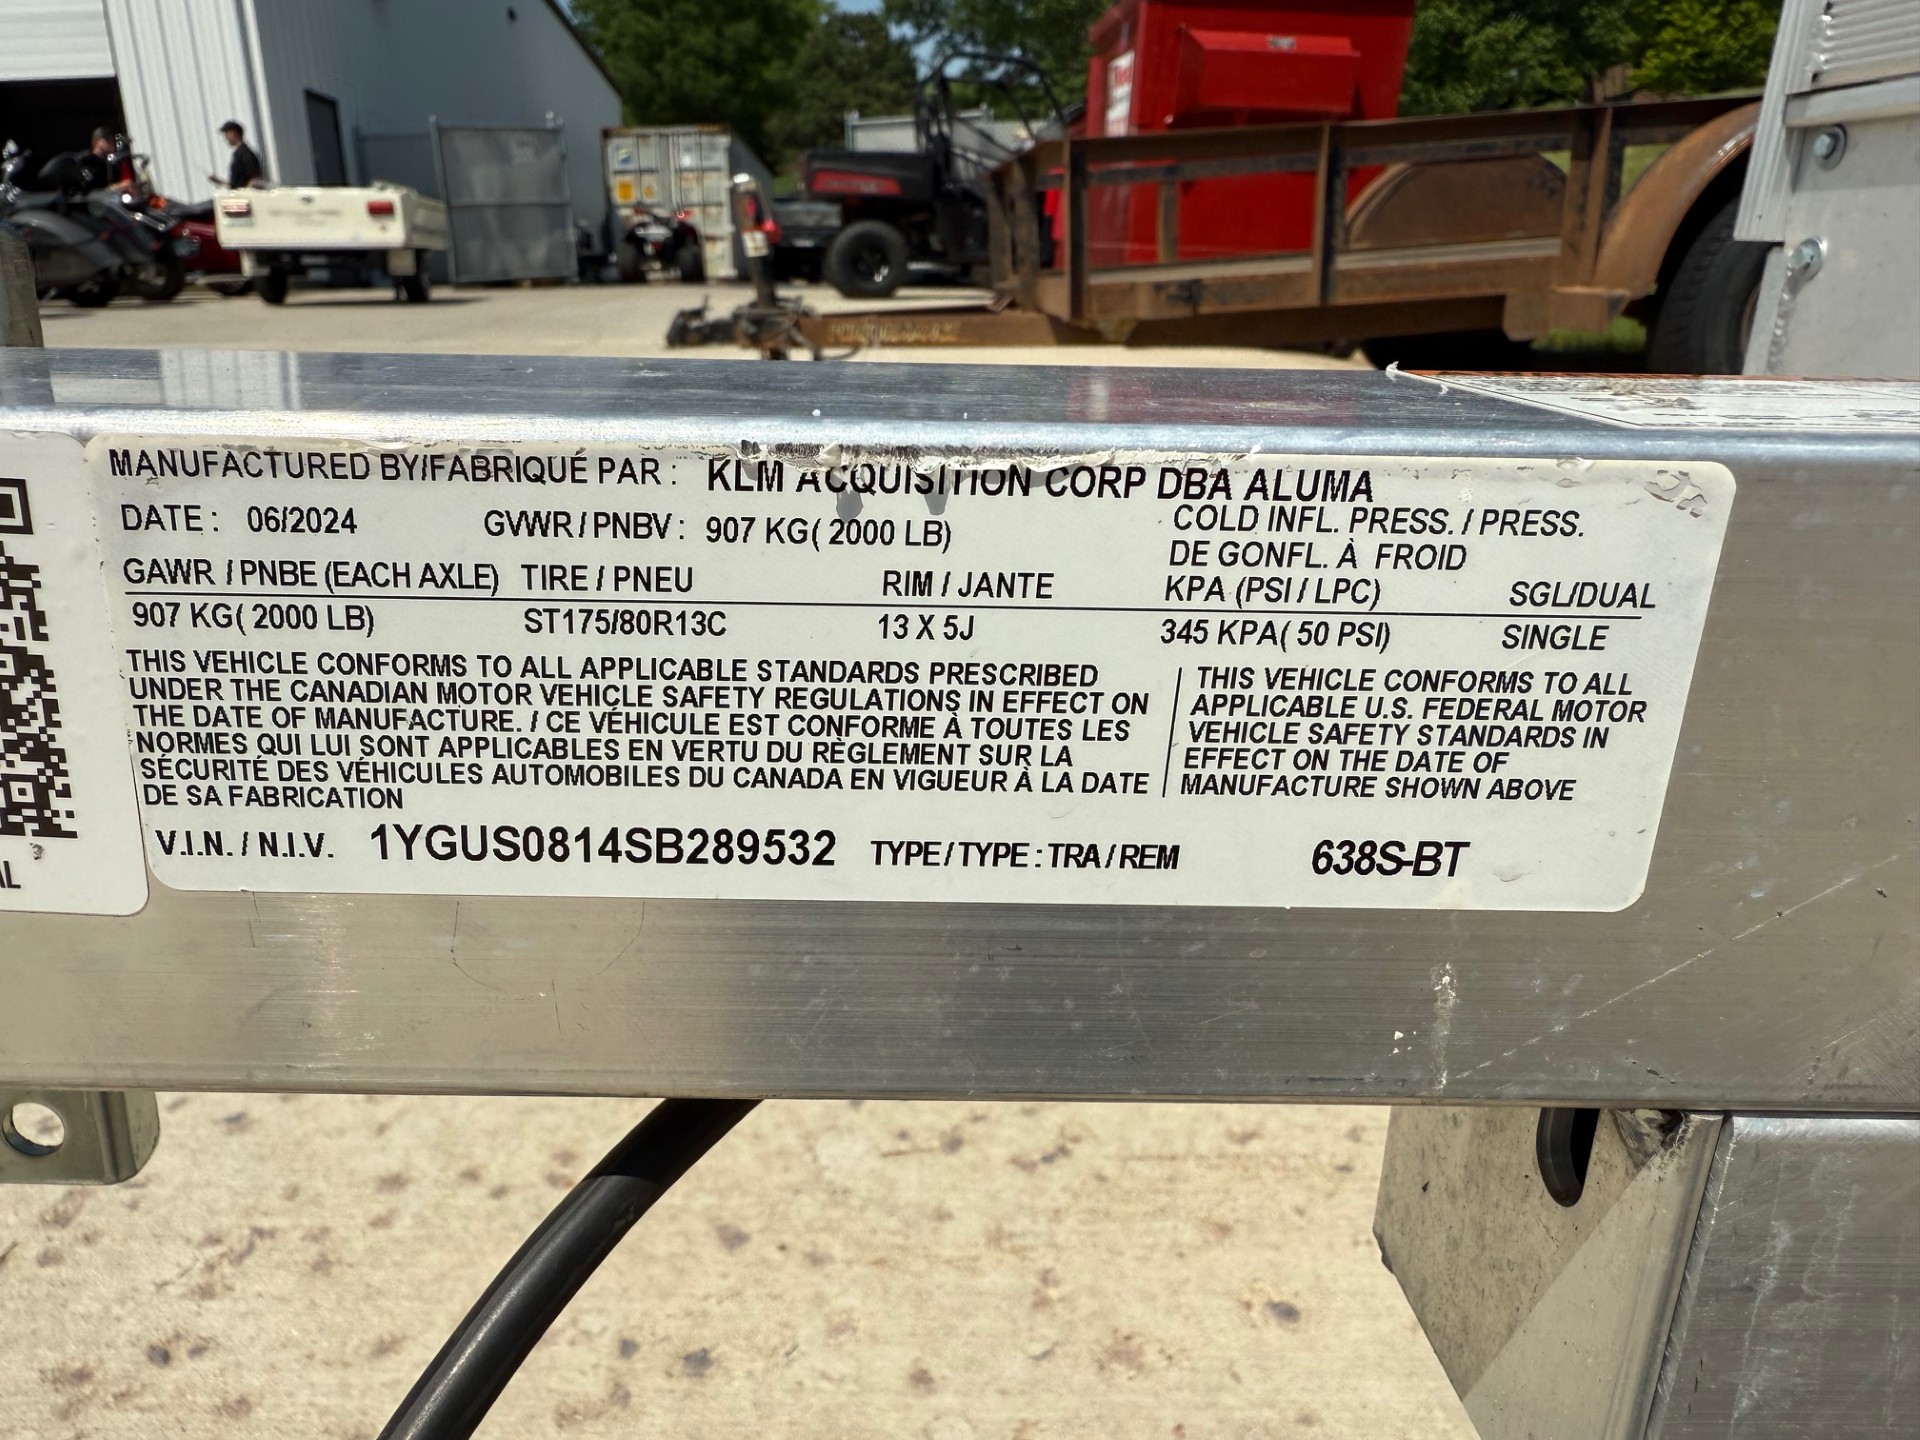 MANUFACTURED BY/FABRIQUÉ PAR : KLM ACQUISITION CORP DBA ALUMA
DATE : 06/2024 GVWR / PNBV : 907 KG( 2000 LB) COLD INFL. PRESS. / PRESS.
DE GONFL. À FROID
GAWR / PNBE (EACH AXLE) TIRE / PNEU RIM / JANTE KPA (PSI / LPC) SGL/DUAL
907 KG( 2000 LB) ST175/80R13C 13 X 5J 345 KPA( 50 PSI) SINGLE
THIS VEHICLE CONFORMS TO ALL APPLICABLE STANDARDS PRESCRIBED
UNDER THE CANADIAN MOTOR VEHICLE SAFETY REGULATIONS IN EFFECT ON
THE DATE OF MANUFACTURE. / CE VÉHICULE EST CONFORME À TOUTES LES
NORMES QUI LUI SONT APPLICABLES EN VERTU DU RÈGLEMENT SUR LA
SÉCURITÉ DES VÉHICULES AUTOMOBILES DU CANADA EN VIGUEUR À LA DATE
DE SA FABRICATION
THIS VEHICLE CONFORMS TO ALL
APPLICABLE U.S. FEDERAL MOTOR
VEHICLE SAFETY STANDARDS IN
EFFECT ON THE DATE OF
MANUFACTURE SHOWN ABOVE
V.I.N. / N.I.V. 1YGUS0814SB289532 TYPE / TYPE : TRA / REM 638S-BT